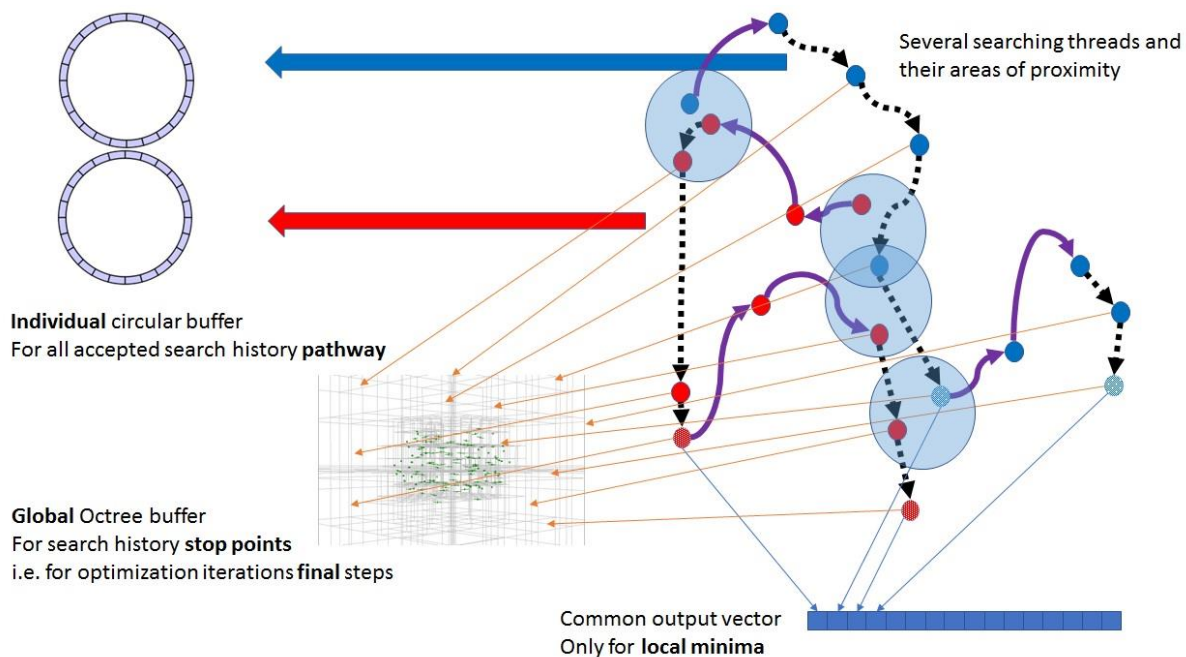 Several searching threads and
their areas of proximity
Individual circular buffer
For all accepted search history pathway
Global Octree buffer
For search history stop points
i.e. for optimization iterations final steps
Common output vector
Only for local minima